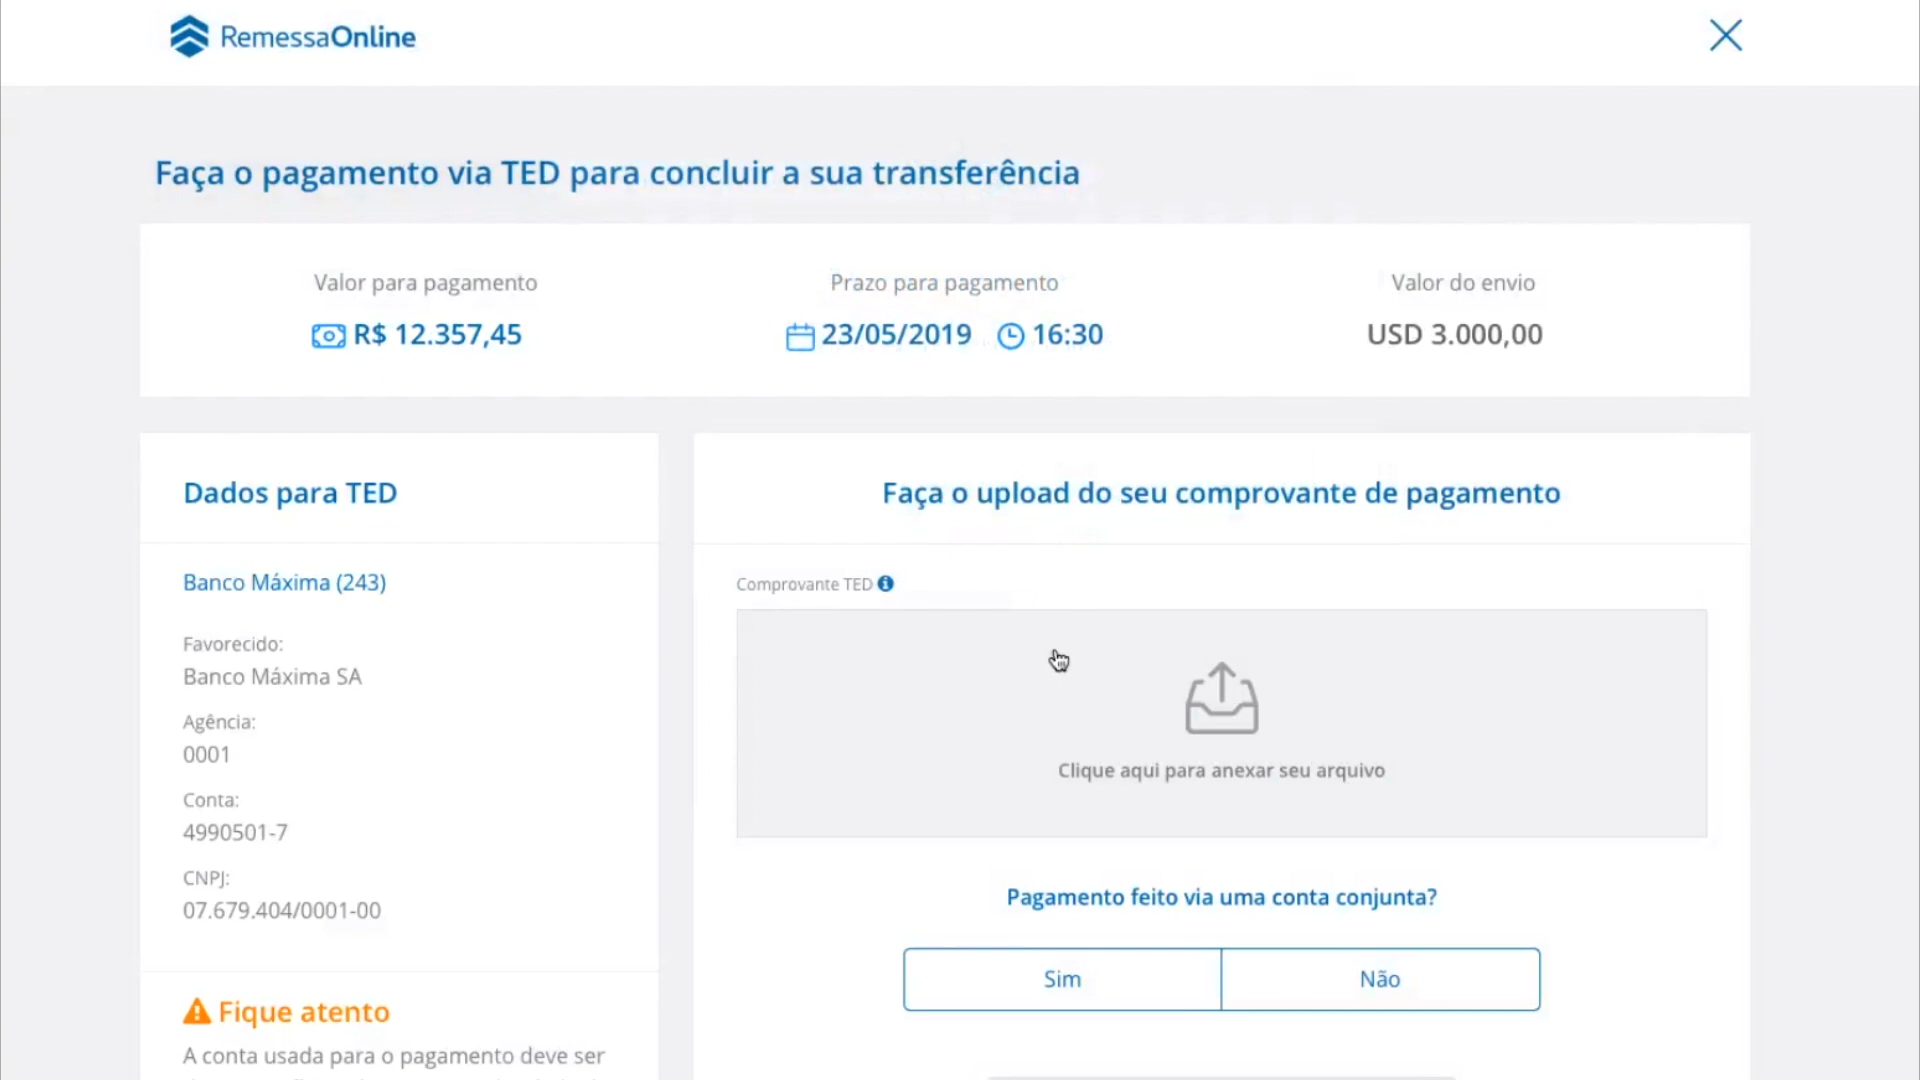 RemessaOnline
Faça o pagamento via TED para concluir a sua transferência
Valor para pagamento
R$ 12.357,45
Prazo para pagamento
23/05/2019 16:30
Valor do envio
USD 3.000,00
Dados para TED
Banco Máxima (243)
Favorecido:
Banco Máxima SA
Agência:
0001
Conta:
4990501-7
CNPJ:
07.679.404/0001-00
Fique atento
A conta usada para o pagamento deve ser
Faça o upload do seu comprovante de pagamento
Comprovante TED
Clique aqui para anexar seu arquivo
Pagamento feito via uma conta conjunta?
Sim
Não